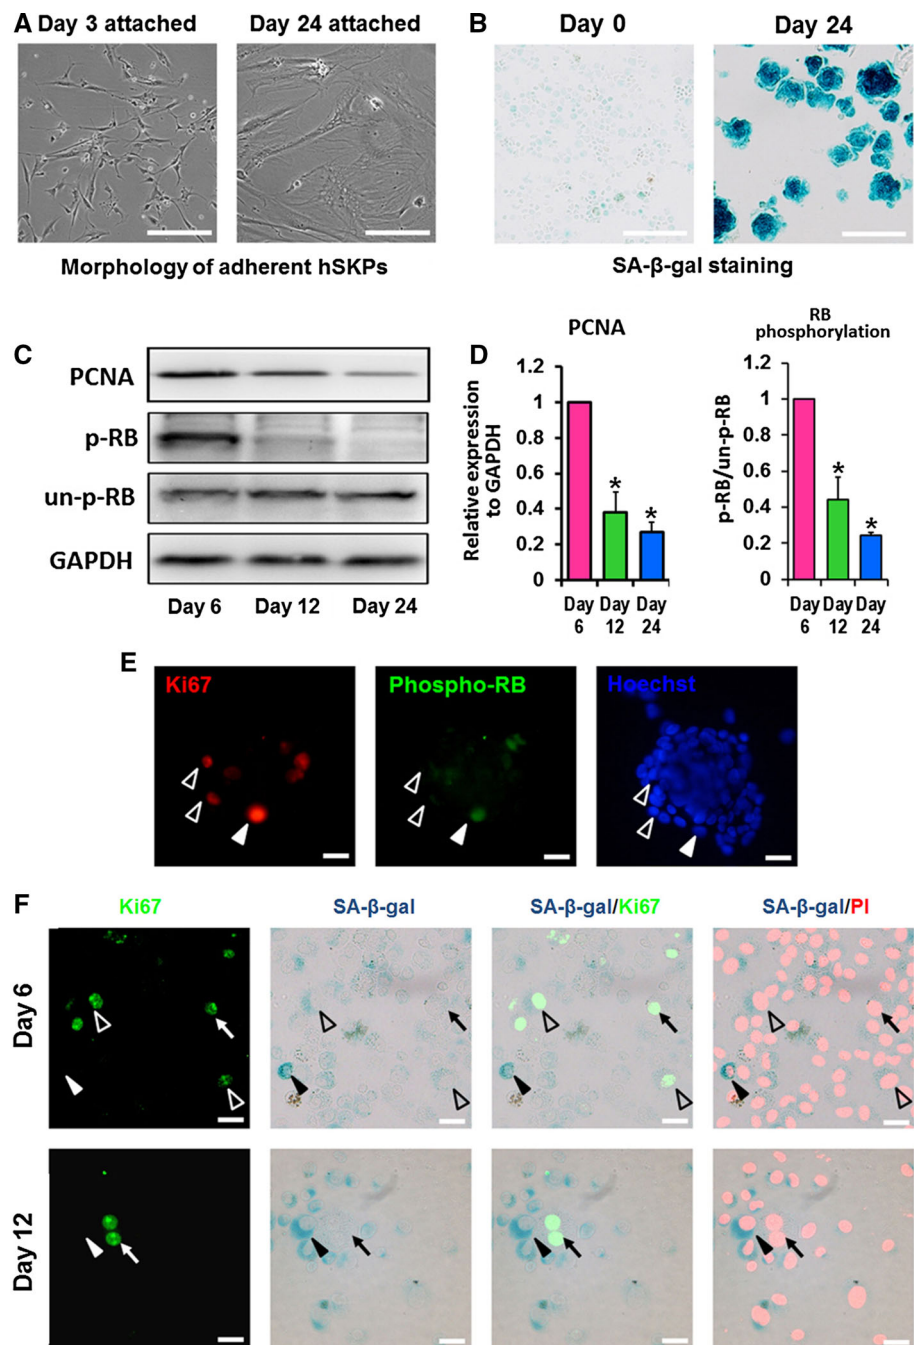 A
Day 3 attached
Day 24 attached
Morphology of adherent hSKPs
B
Day 0
Day 24
SA-β-gal staining
C
PCNA
p-RB
un-p-RB
GAPDH
Day 6
Day 12
Day 24
D
PCNA
Relative expression
to GAPDH
1.2
1
0.8
0.6
0.4
0.2
0
*
*
Day
6
Day
12
Day
24
RB
phosphorylation
p-RB/un-p-RB
1.2
1
0.8
0.6
0.4
0.2
0
*
*
Day
6
Day
12
Day
24
E
Ki67
Phospho-RB
Hoechst
F
Ki67
SA-β-gal
SA-β-gal/Ki67
SA-β-gal/PI
Day 6
Day 12